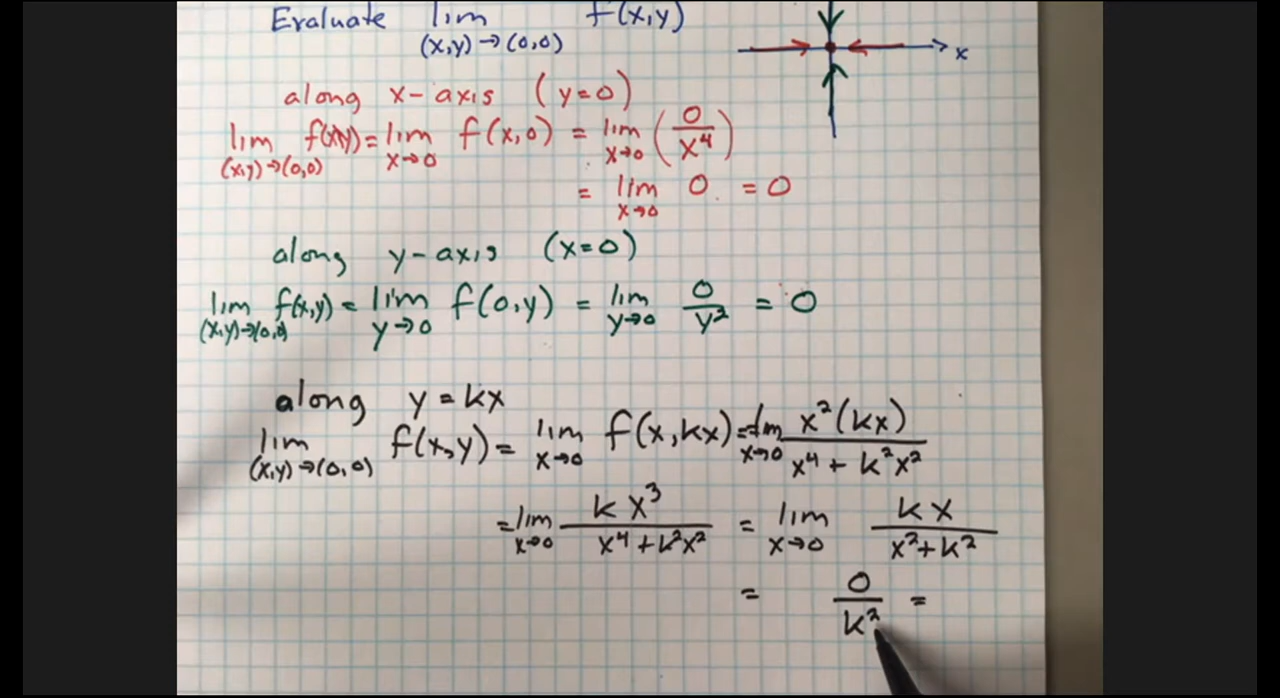 Evaluate lim f(x,y)
(x,y)→(0,0)
x
along x-axis (y=0)
lim f(x,y) = lim f(x,0) = lim (0/x⁴)
(x,y)→(0,0) x→0 x→0
= lim 0 = 0
x→0
along y-axis (x=0)
lim f(x,y) = lim f(0,y) = lim 0/y² = 0
(x,y)→(0,0) y→0 y→0
along y = kx
lim f(x,y) = lim f(x,kx) = lim x²(kx)/(x⁴ + k²x²)
(x,y)→(0,0) x→0 x→0
= lim kx³/(x⁴ + k²x²) = lim kx/(x² + k²)
x→0 x→0
= 0/k² =